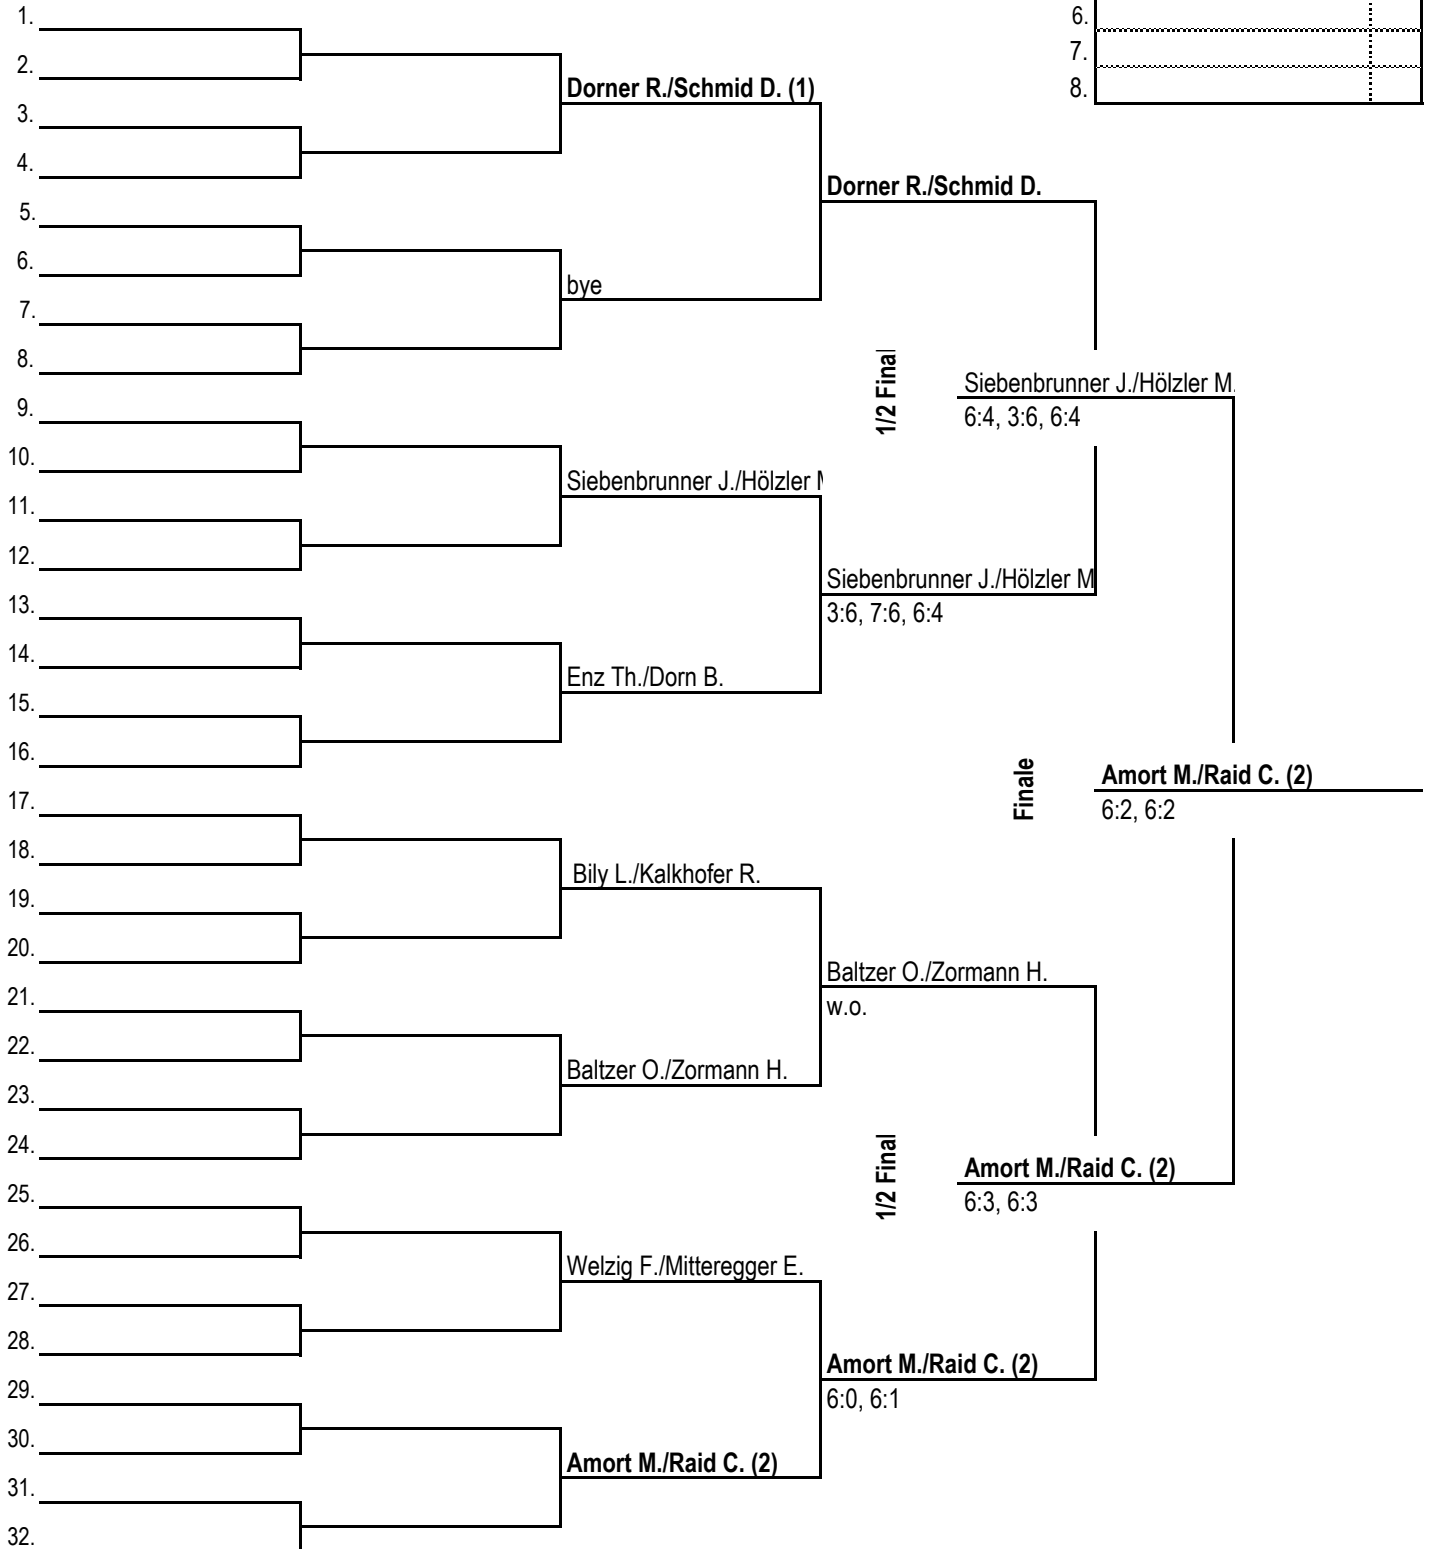 1.
6.
2.
7.
Dorner R./Schmid D. (1)
8.
3.
4.
Dorner R./Schmid D.
5.
6.
bye
7.
8.
1/2 Final
Siebenbrunner J./Hölzler M.
6:4, 3:6, 6:4
9.
10.
Siebenbrunner J./Hölzler M
11.
12.
Siebenbrunner J./Hölzler M
13.
3:6, 7:6, 6:4
14.
Enz Th./Dorn B.
15.
16.
Finale
Amort M./Raid C. (2)
6:2, 6:2
17.
18.
Bily L./Kalkhofer R.
19.
20.
Baltzer O./Zormann H.
21.
w.o.
22.
Baltzer O./Zormann H.
23.
24.
1/2 Final
Amort M./Raid C. (2)
25.
6:3, 6:3
26.
Welzig F./Mitteregger E.
27.
28.
Amort M./Raid C. (2)
29.
6:0, 6:1
30.
Amort M./Raid C. (2)
31.
32.